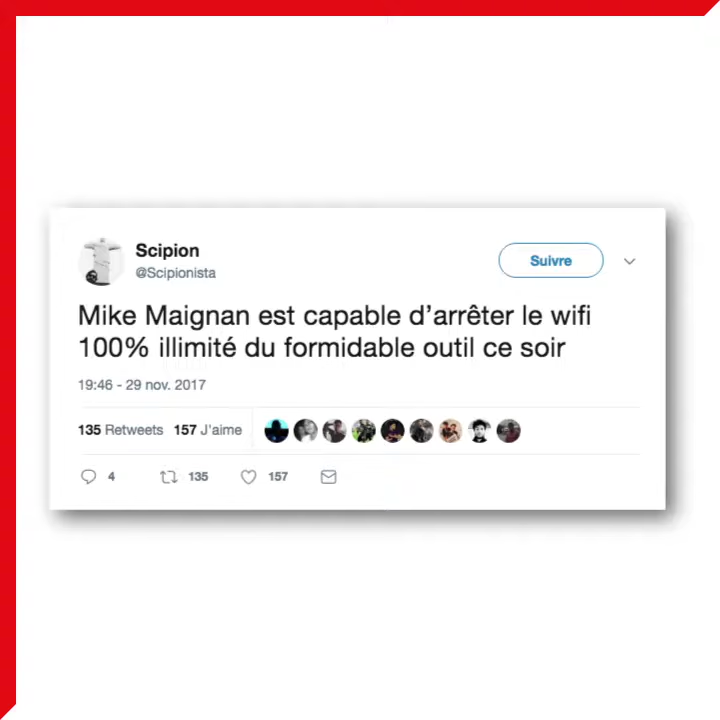 Scipion
@Scipionista
Suivre
Mike Maignan est capable d’arrêter le wifi
100% illimité du formidable outil ce soir
19:46 - 29 nov. 2017
135 Retweets 157 J'aime
4 135 157